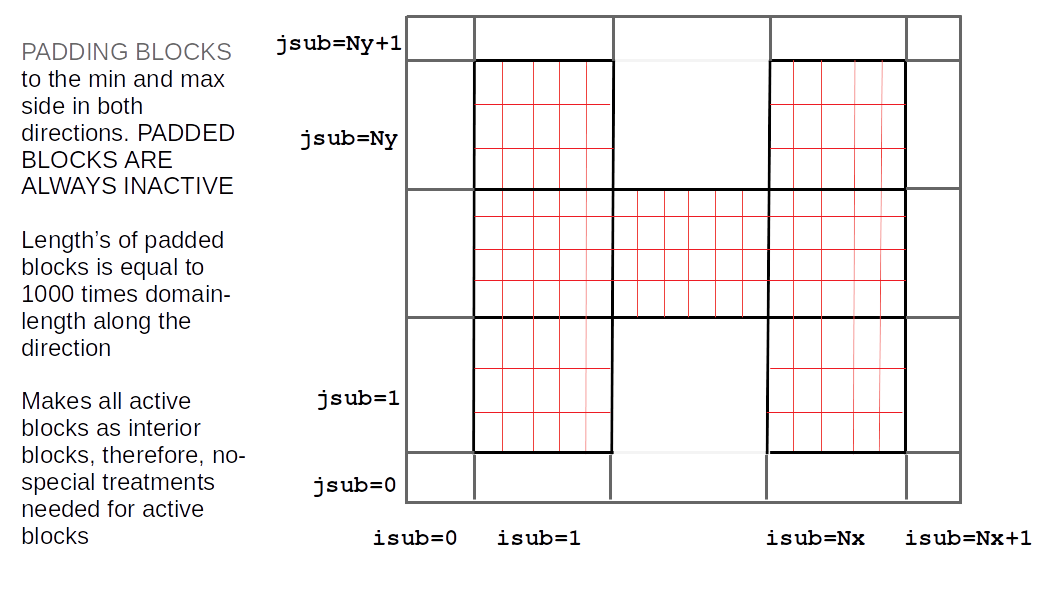 PADDING BLOCKS
to the min and max
side in both
directions. PADDED
BLOCKS ARE
ALWAYS INACTIVE
Length’s of padded
blocks is equal to
1000 times domain-
length along the
direction
Makes all active
blocks as interior
blocks, therefore, no-
special treatments
needed for active
blocks
jsub=Ny+1
jsub=Ny
jsub=1
jsub=0
isub=0
isub=1
isub=Nx
isub=Nx+1